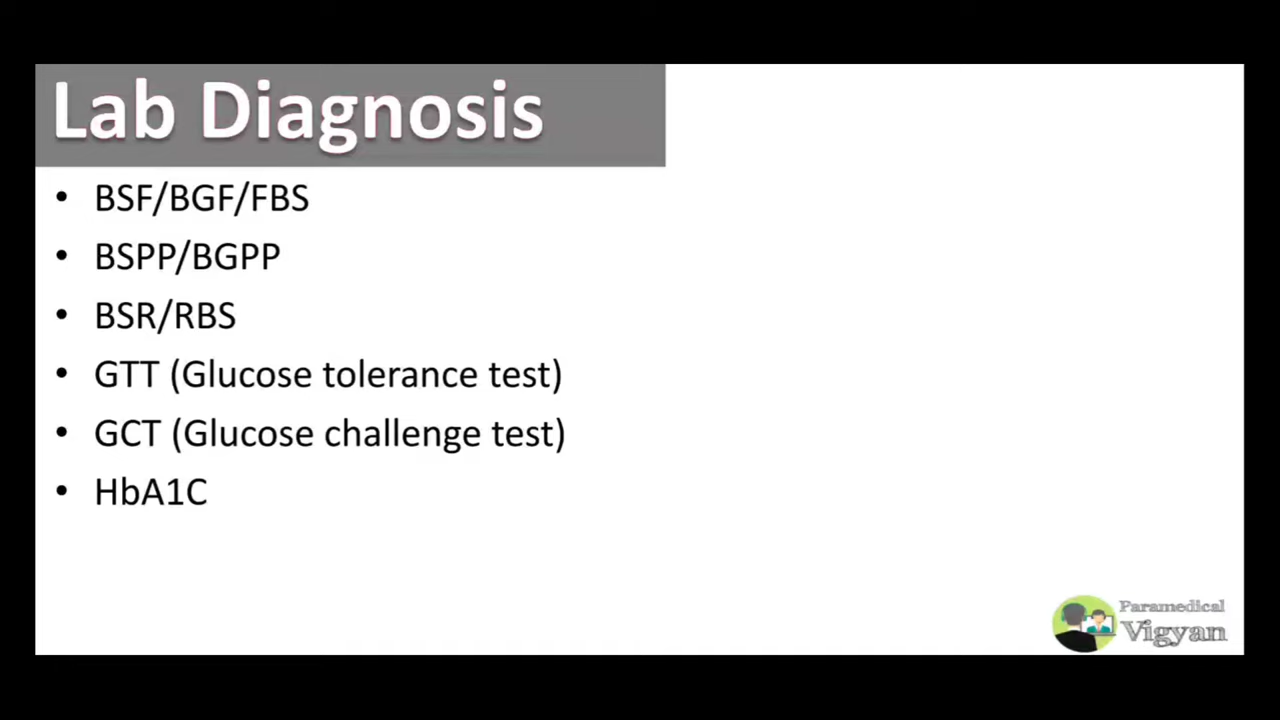 Lab Diagnosis
• BSF/BGF/FBS
• BSPP/BGPP
• BSR/RBS
• GTT (Glucose tolerance test)
• GCT (Glucose challenge test)
• HbA1C
Paramedical
Vigyan